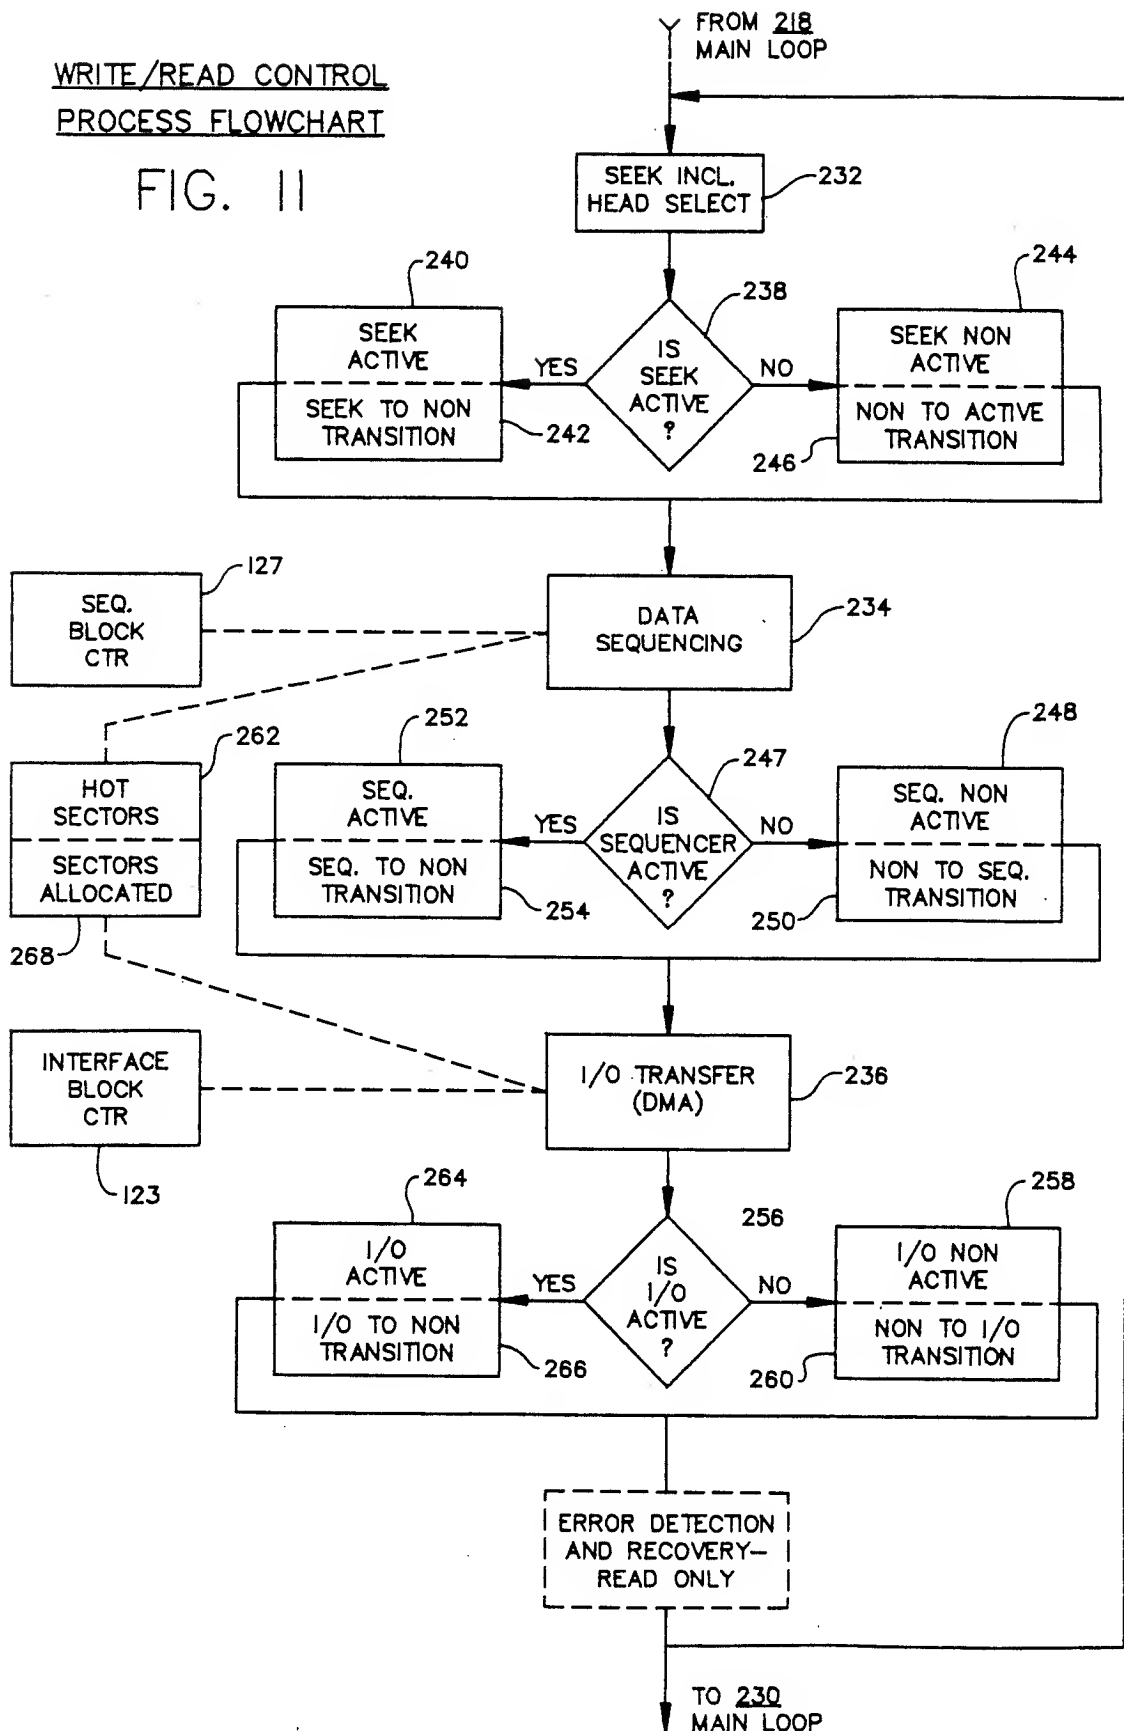 FROM 218
MAIN LOOP
WRITE/READ CONTROL
PROCESS FLOWCHART
FIG. 11
SEEK INCL.
HEAD SELECT
232
240
SEEK
ACTIVE
SEEK TO NON
TRANSITION
242
YES
IS
SEEK
ACTIVE
?
238
NO
244
SEEK NON
ACTIVE
NON TO ACTIVE
TRANSITION
246
127
SEQ.
BLOCK
CTR
DATA
SEQUENCING
234
262
HOT
SECTORS
SECTORS
ALLOCATED
268
252
SEQ.
ACTIVE
SEQ. TO NON
TRANSITION
254
YES
IS
SEQUENCER
ACTIVE
?
247
NO
248
SEQ. NON
ACTIVE
NON TO SEQ.
TRANSITION
250
INTERFACE
BLOCK
CTR
123
I/O TRANSFER
(DMA)
236
264
I/O
ACTIVE
I/O TO NON
TRANSITION
266
YES
IS
I/O
ACTIVE
?
256
NO
258
I/O NON
ACTIVE
NON TO I/O
TRANSITION
260
ERROR DETECTION
AND RECOVERY—
READ ONLY
TO 230
MAIN LOOP